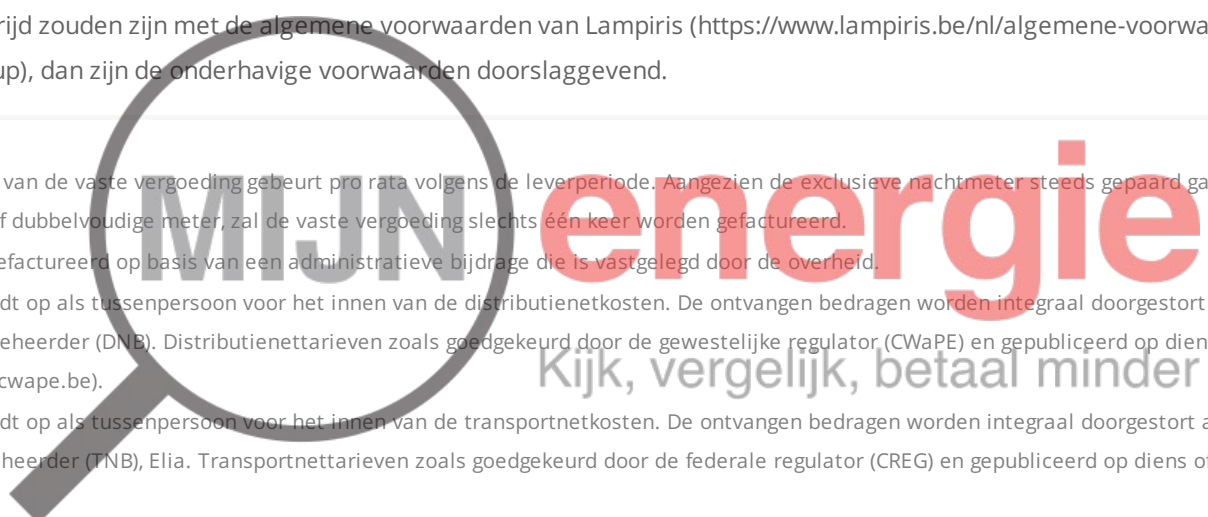 rijd zouden zijn met de algemene voorwaarden van Lampiris (https://www.lampiris.be/nl/algemene-voorwa
up), dan zijn de onderhavige voorwaarden doorslaggevend.
van de vaste vergoeding gebeurt pro rata volgens de leverperiode. Aangezien de exclusieve nachtmeter steeds gepaard ga
f dubbelvoudige meter, zal de vaste vergoeding slechts één keer worden gefactureerd.
MIJN energie
efactureerd op basis van een administratieve bijdrage die is vastgelegd door de overheid.
dt op als tussenpersoon voor het innen van de distributienetkosten. De ontvangen bedragen worden integraal doorgestort
eheerder (DNB). Distributienettarieven zoals goedgekeurd door de gewestelijke regulator (CWaPE) en gepubliceerd op dien
Kijk, vergelijk, betaal minder
cwape.be).
dt op als tussenpersoon voor het innen van de transportnetkosten. De ontvangen bedragen worden integraal doorgestort a
heerder (TNB), Elia. Transportnettarieven zoals goedgekeurd door de federale regulator (CREG) en gepubliceerd op diens of